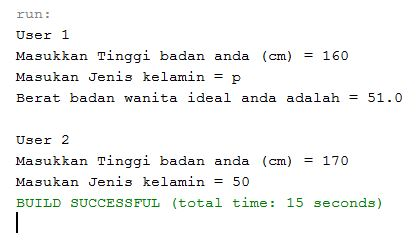 run:
User 1
Masukkan Tinggi badan anda (cm) = 160
Masukan Jenis kelamin = p
Berat badan wanita ideal anda adalah = 51.0
User 2
Masukkan Tinggi badan anda (cm) = 170
Masukan Jenis kelamin = 50
BUILD SUCCESSFUL (total time: 15 seconds)